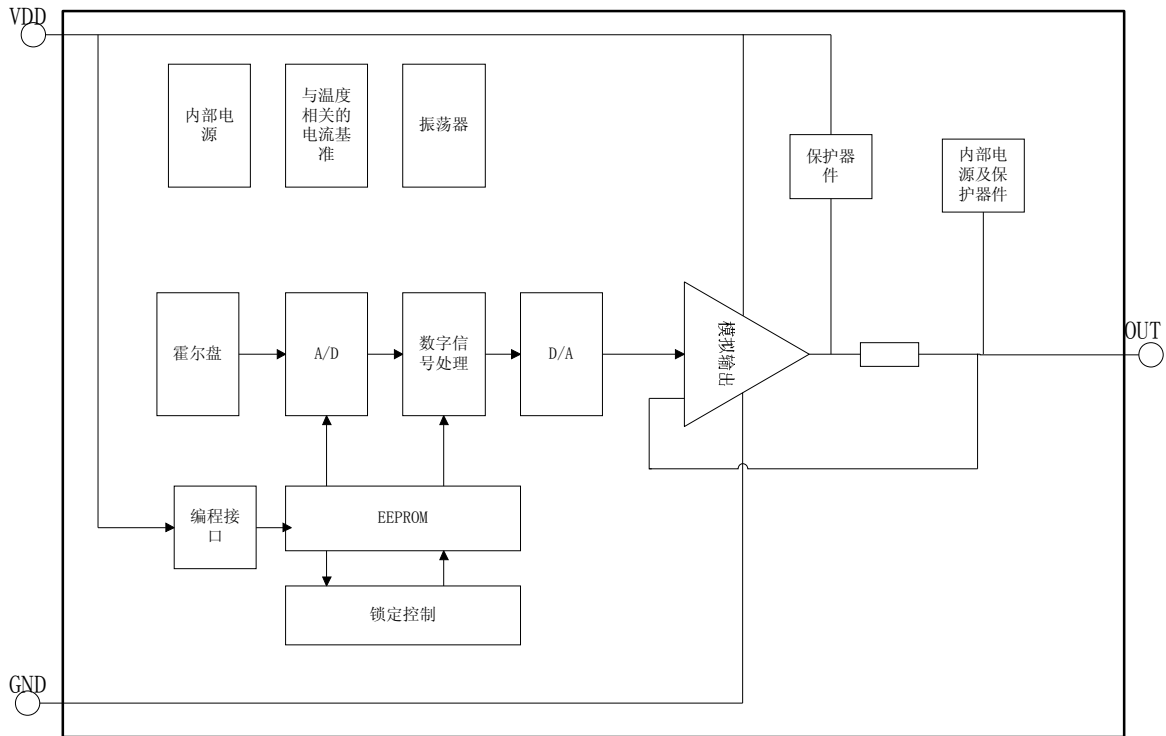 VDD
内部电
源
与温度
相关的
电流基
准
振荡器
保护器
件
内部电
源及保
护器件
霍尔盘
A/D
数字信
号处理
D/A
模拟输出
OUT
编程接
口
EEPROM
锁定控制
GND